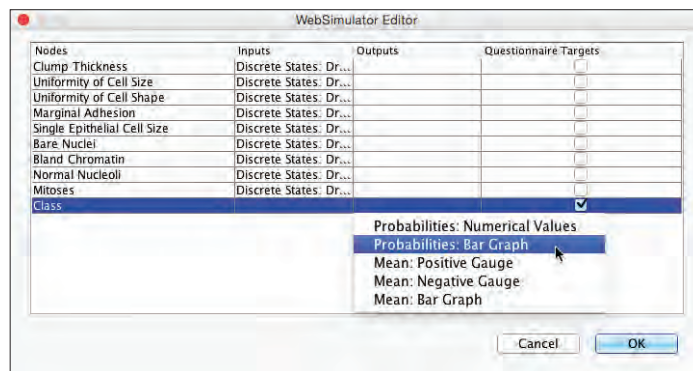 WebSimulator Editor
Nodes Inputs Outputs Questionnaire Targets
Clump Thickness Discrete States: Dr...
Uniformity of Cell Size Discrete States: Dr...
Uniformity of Cell Shape Discrete States: Dr...
Marginal Adhesion Discrete States: Dr...
Single Epithelial Cell Size Discrete States: Dr...
Bare Nuclei Discrete States: Dr...
Bland Chromatin Discrete States: Dr...
Normal Nucleoli Discrete States: Dr...
Mitoses Discrete States: Dr...
Class
Probabilities: Numerical Values
Probabilities: Bar Graph
Mean: Positive Gauge
Mean: Negative Gauge
Mean: Bar Graph
Cancel OK